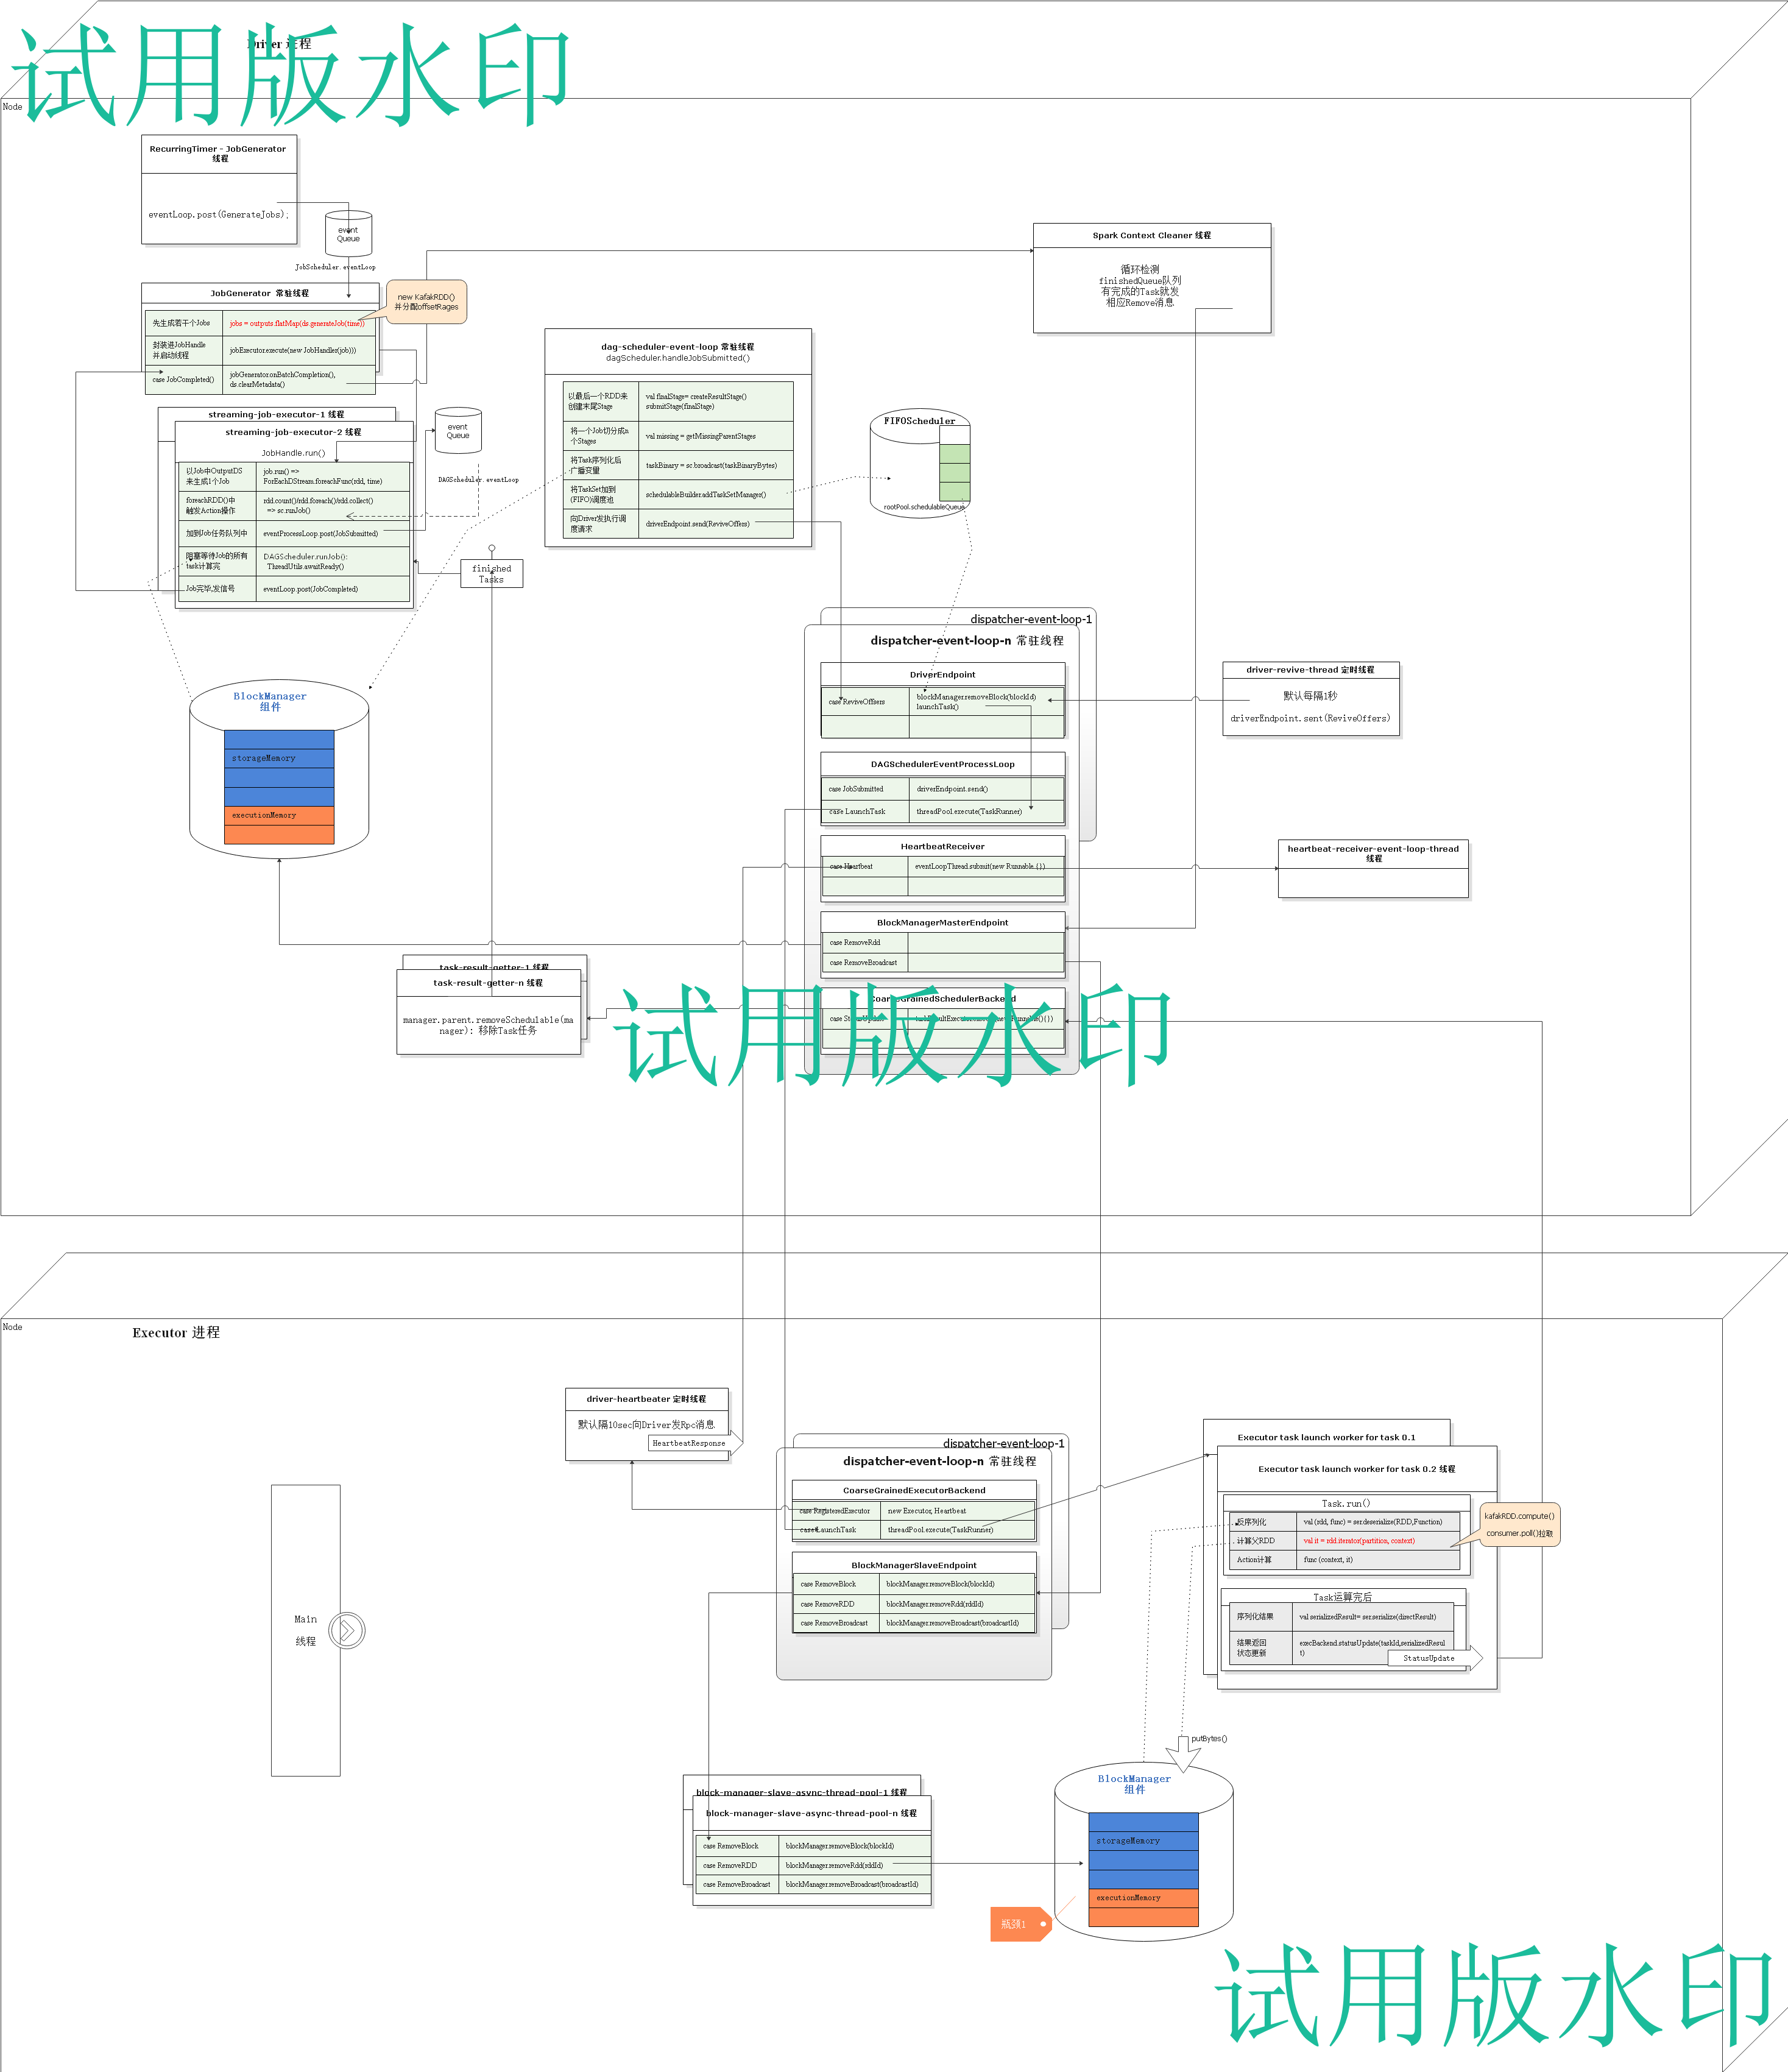 试用版水印
Driver 进程
Node
RecurringTimer - JobGenerator
线程
eventLoop.post(GenerateJobs);
event
Queue
JobScheduler.eventLoop
JobGenerator 常驻线程
先生成若干个Jobs
jobs = outputs.flatMap(ds.generateJob(time))
封装进JobHandle
并启动线程
jobExecutor.execute(new JobHandler(job)))
case JobCompleted()
jobGenerator.onBatchCompletion(),
ds.clearMetadata()
new KafakRDD()
并分配offsetRages
Spark Context Cleaner 线程
循环检测
finishedQueue队列
有完成的Task就发
相应Remove消息
streaming-job-executor-1 线程
streaming-job-executor-2 线程
JobHandle.run()
以Job中OutputDS
来生成1个Job
job.run() =>
ForEachDStream.foreachFunc(rdd, time)
foreachRDD()中
触发Action操作
rdd.count()/rdd.foreach()/rdd.collect()
=> sc.runJob()
加到Job任务队列中
eventProcessLoop.post(JobSubmitted)
阻塞等待Job的所有
task计算完
DAGScheduler.runJob():
ThreadUtils.awaitReady()
Job完毕,发信号
eventLoop.post(JobCompleted)
event
Queue
DAGScheduler.eventLoop
finished
Tasks
dag-scheduler-event-loop 常驻线程
dagScheduler.handleJobSubmitted()
以最后一个RDD来
创建末尾Stage
val finalStage= createResultStage()
submitStage(finalStage)
将一个Job切分成n
个Stages
val missing = getMissingParentStages
将Task序列化后
广播变量
taskBinary = sc.broadcast(taskBinaryBytes)
将TaskSet加到
(FIFO)调度池
schedulableBuilder.addTaskSetManager()
向Driver发执行调
度请求
driverEndpoint.send(ReviveOffers)
FIFOScheduler
rootPool.schedulableQueue
BlockManager
组件
storageMemory
executionMemory
dispatcher-event-loop-1
dispatcher-event-loop-n 常驻线程
DriverEndpoint
case ReviveOffsers
blockManager.removeBlock(blockId)
launchTask()
DAGSchedulerEventProcessLoop
case JobSubmitted
driverEndpoint.send()
case LaunchTask
threadPool.execute(TaskRunner)
HeartbeatReceiver
case Heartbeat
eventLoopThread.submit(new Runnable {})
BlockManagerMasterEndpoint
case RemoveRdd
case RemoveBroadcast
CoarseGrainedSchedulerBackend
case StatusUpdate
driver-revive-thread 定时线程
默认每隔1秒
driverEndpoint.sent(ReviveOffers)
heartbeat-receiver-event-loop-thread
线程
task-result-getter-1 线程
task-result-getter-n 线程
manager.parent.removeSchedulable(ma
nager): 移除Task任务
试用版水印
Node
Executor 进程
Main
线程
driver-heartbeater 定时线程
默认隔10sec向Driver发Rpc消息
HeartbeatResponse
dispatcher-event-loop-1
dispatcher-event-loop-n 常驻线程
CoarseGrainedExecutorBackend
case RegisteredExecutor
new Executor, Heartbeat
case LaunchTask
threadPool.execute(TaskRunner)
BlockManagerSlaveEndpoint
case RemoveBlock
blockManager.removeBlock(blockId)
case RemoveRDD
blockManager.removeRdd(rddId)
case RemoveBroadcast
blockManager.removeBroadcast(broadcastId)
Executor task launch worker for task 0.1
Executor task launch worker for task 0.2 线程
Task.run()
反序列化
val (rdd, func) = ser.deserialize(RDD,Function)
计算父RDD
val it = rdd.iterator(partition, context)
Action计算
func (context, it)
kafakRDD.compute()
consumer.poll()拉取
Task运算完后
序列化结果
val serializedResult= ser.serialize(directResult)
结果返回
状态更新
execBackend.statusUpdate(taskId,serializedResul
t)
StatusUpdate
putBytes()
block-manager-slave-async-thread-pool-1 线程
block-manager-slave-async-thread-pool-n 线程
case RemoveBlock
blockManager.removeBlock(blockId)
case RemoveRDD
blockManager.removeRdd(rddId)
case RemoveBroadcast
blockManager.removeBroadcast(broadcastId)
BlockManager
组件
storageMemory
executionMemory
瓶颈1
试用版水印